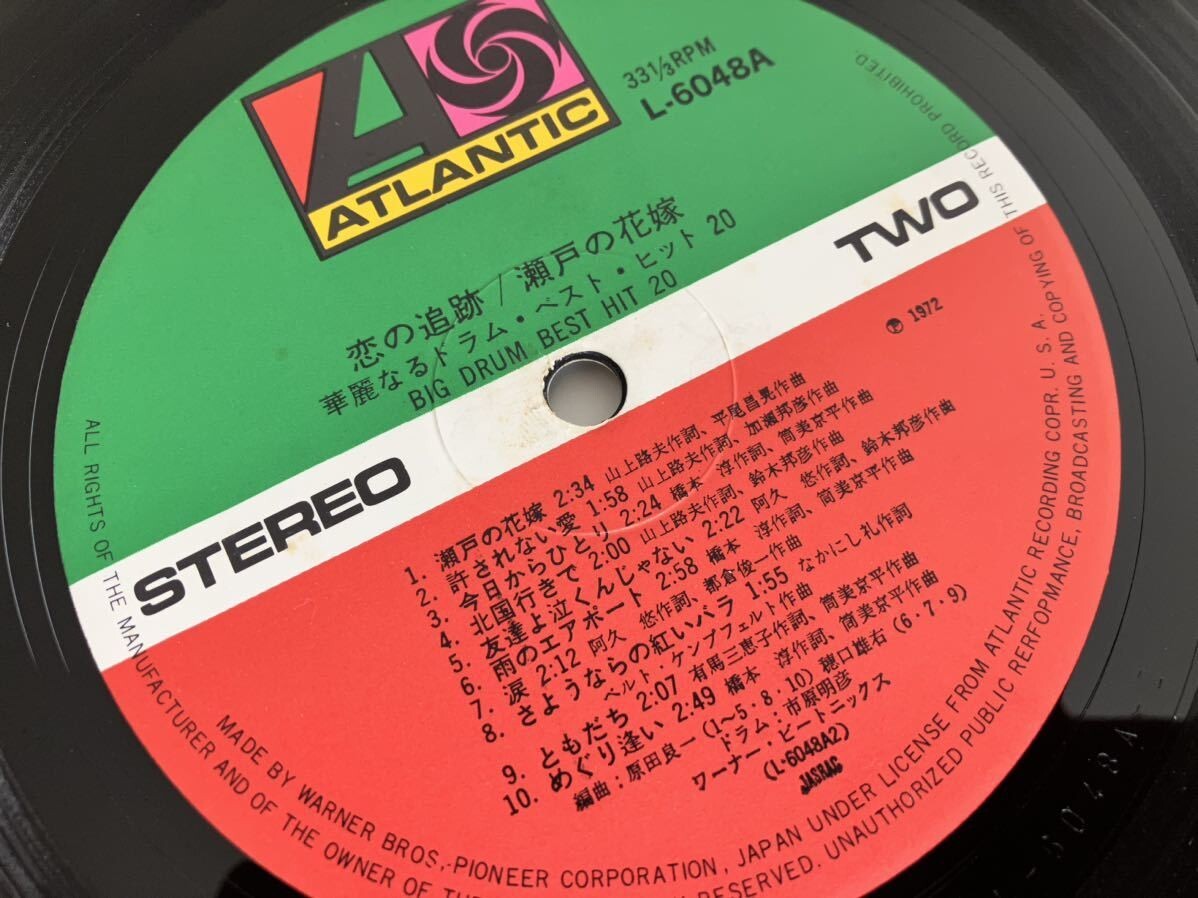 ATLANTIC
33⅓RPM
L-6048A
恋の追跡 / 瀬戸の花嫁
華麗なるドラム・ベスト・ヒット 20
BIG DRUM BEST HIT 20
STEREO
TWO
℗ 1972
1. 瀬戸の花嫁 2:34 山上路夫作詞、平尾昌晃作曲
2. 許されない愛 1:58 山上路夫作詞、加瀬邦彦作曲
3. 今日からひとり 2:24 橋本 淳作詞、筒美京平作曲
4. 北国行きで 2:00 山上路夫作詞、鈴木邦彦作曲
5. 友達よ泣くんじゃない 2:22 阿久 悠作詞、鈴木邦彦作曲
6. 雨のエアポート 2:58 橋本 淳作詞、筒美京平作曲
7. 涙 2:12 阿久 悠作詞、都倉俊一作曲
8. さようならの紅いバラ 1:55 なかにし礼作詞
ベルト・ケンプフェルト作曲
9. ともだち 2:07 有馬三恵子作詞、筒美京平作曲
10. めぐり逢い 2:49 橋本 淳作詞、筒美京平作曲
編曲：原田良一(1~5・8・10) 穂口雄右(6・7・9)
ドラム：市原明彦
ワーナー・ビートニックス
(L-6048A2)
JASRAC
ALL RIGHTS OF THE MANUFACTURER AND OF THE OWNER OF THE
RESERVED. UNAUTHORIZED PUBLIC RERFOPMANCE, BROADCASTING AND COPYING OF THIS RECORD PROHIBITED.
MADE BY WARNER BROS.-PIONEER CORPORATION, JAPAN UNDER LICENSE FROM ATLANTIC RECORDING COPR. U. S. A.